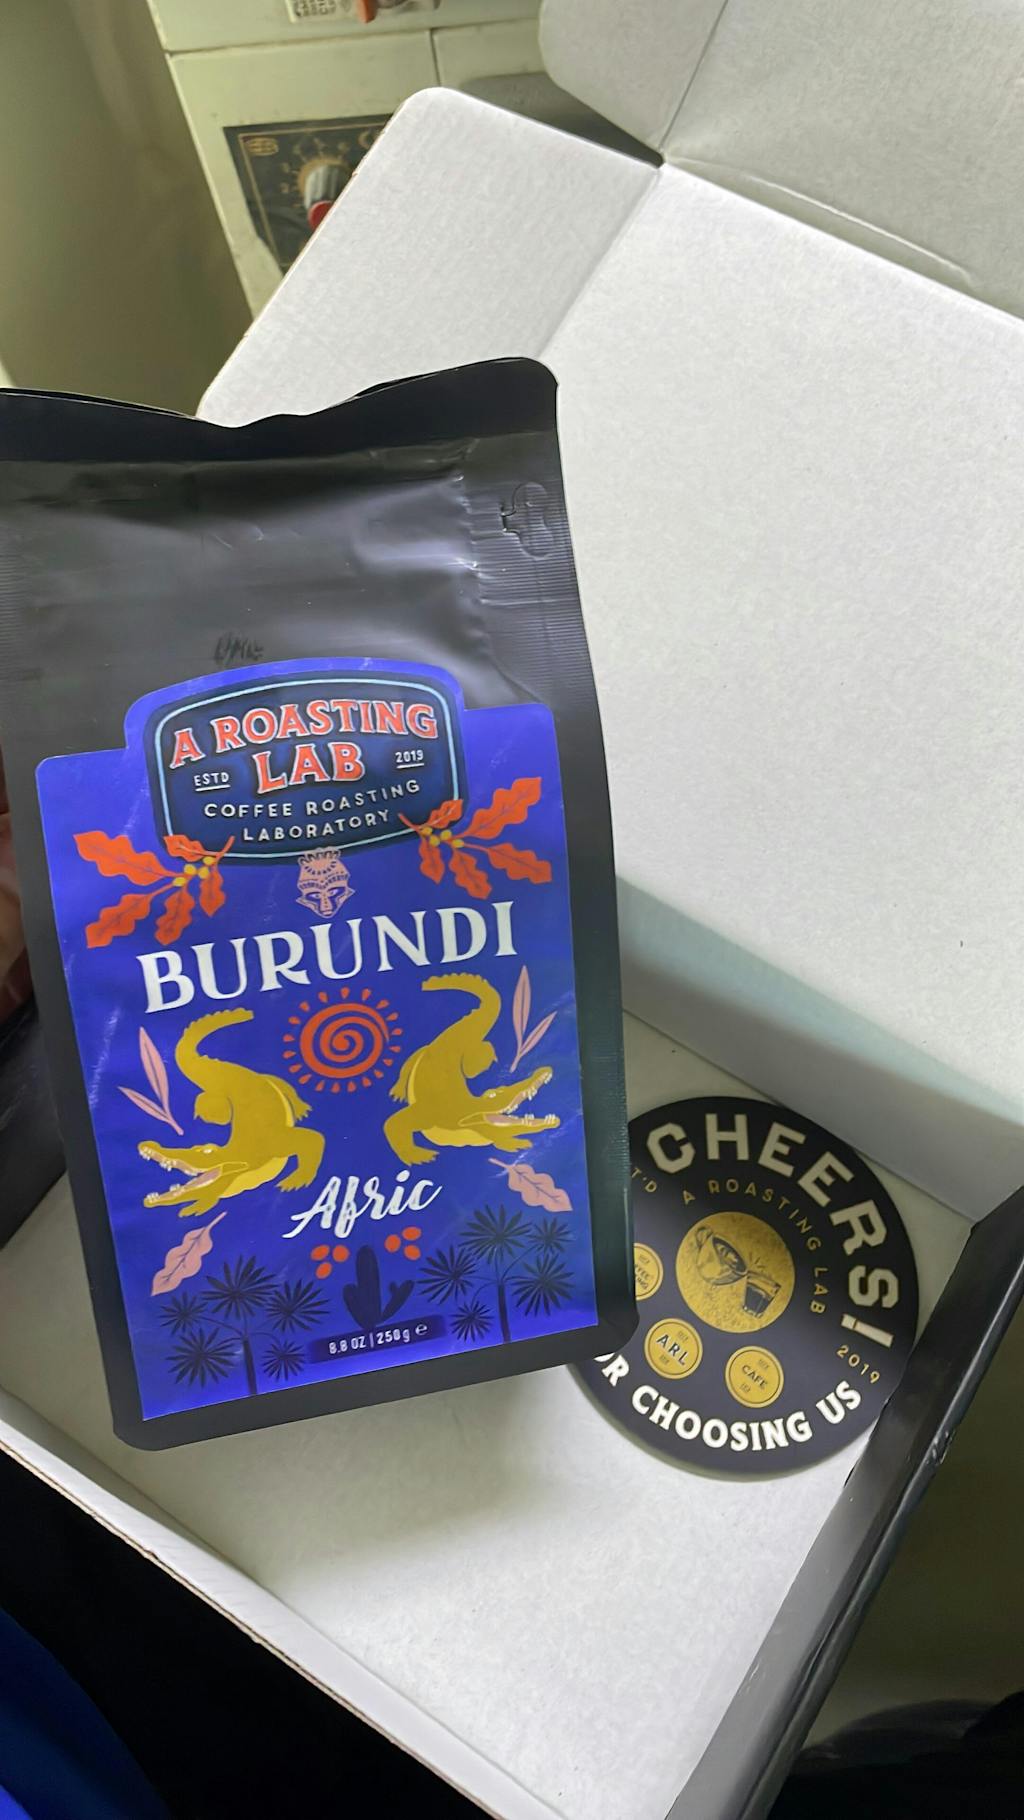 A ROASTING
LAB
ESTD
2019
COFFEE ROASTING
LABORATORY
BURUNDI
Afric
8.8 OZ | 250g e
CHEERS!
T'D A ROASTING LAB
2019
ARL
CAFE
OR CHOOSING US